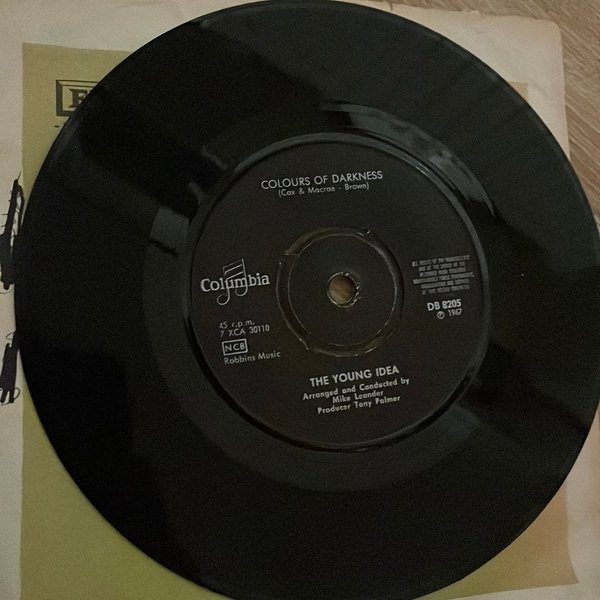 COLOURS OF DARKNESS
(Cox & Macrae - Brown)
Columbia
45 r.p.m.
7 XCA 30110
NCB
Robbins Music
DB 8205
℗ 1967
THE YOUNG IDEA
Arranged and Conducted by
Mike Leander
Producer Tony Palmer